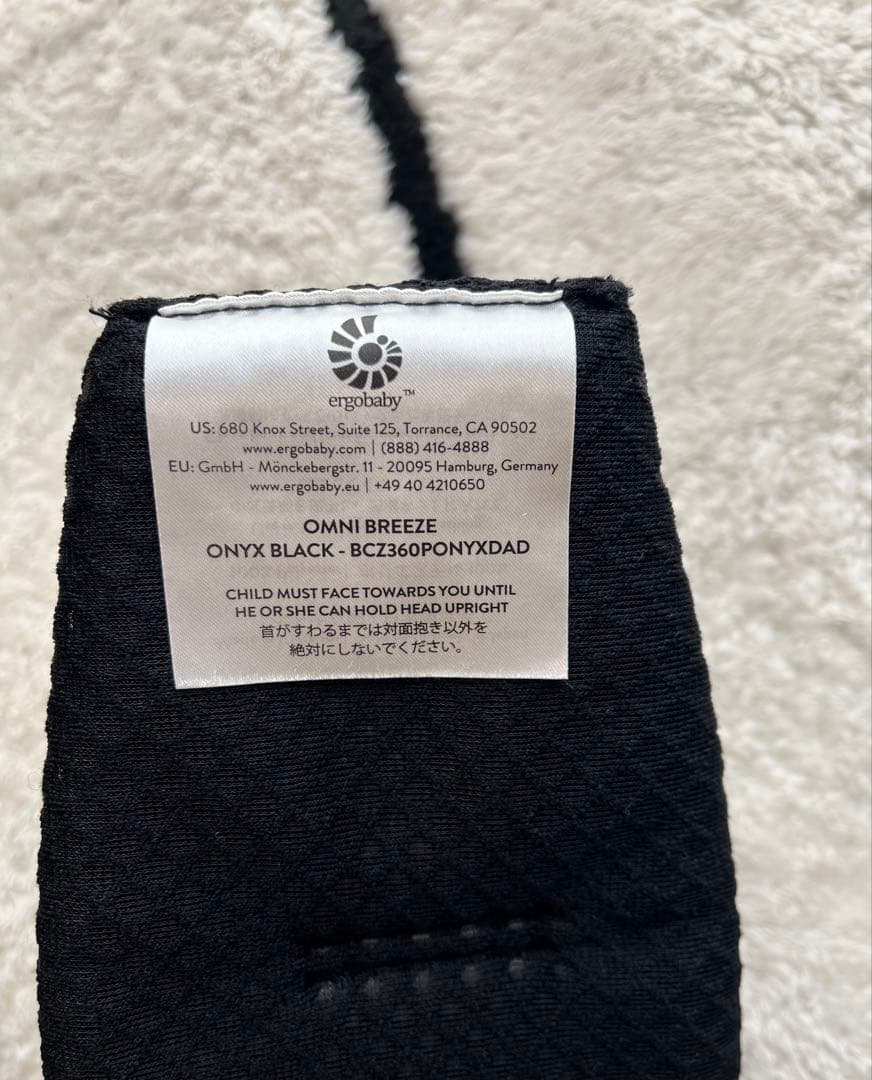 ergobaby™
US: 680 Knox Street, Suite 125, Torrance, CA 90502
www.ergobaby.com | (888) 416-4888
EU: GmbH - Mönckebergstr. 11 - 20095 Hamburg, Germany
www.ergobaby.eu | +49 40 4210650
OMNI BREEZE
ONYX BLACK - BCZ360PONYXDAD
CHILD MUST FACE TOWARDS YOU UNTIL
HE OR SHE CAN HOLD HEAD UPRIGHT
首がすわるまでは対面抱き以外を
絶対にしないでください。